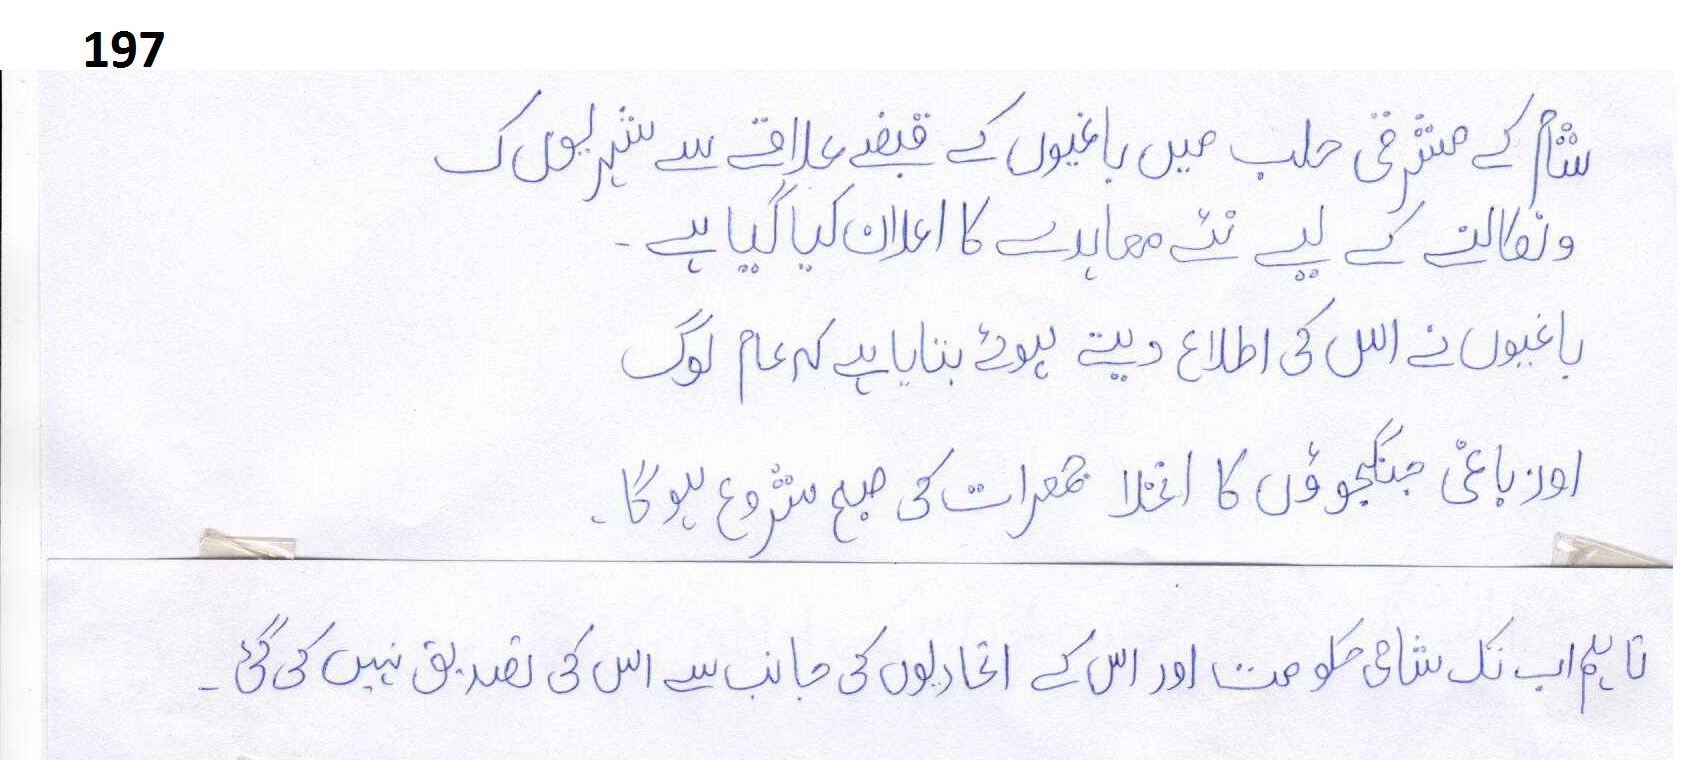 197
شام کے مشرقی حلب میں باغیوں کے قبضے علاقے سے شہریوں ک
ونکالنے کے لیے نئے معاہدے کا اعلان کیا گیا ہے ۔
باغیوں نے اس کی اطلاع دیتے ہوئے بتایا ہے کہ عام لوگ
اور باغی جنگجوؤں کا انخلا جمعرات کی صبح شروع ہو گا ۔
تاہم اب تک شامی حکومت اور اس کے اتحادیوں کی جانب سے اس کی تصدیق نہیں کی گئی ۔